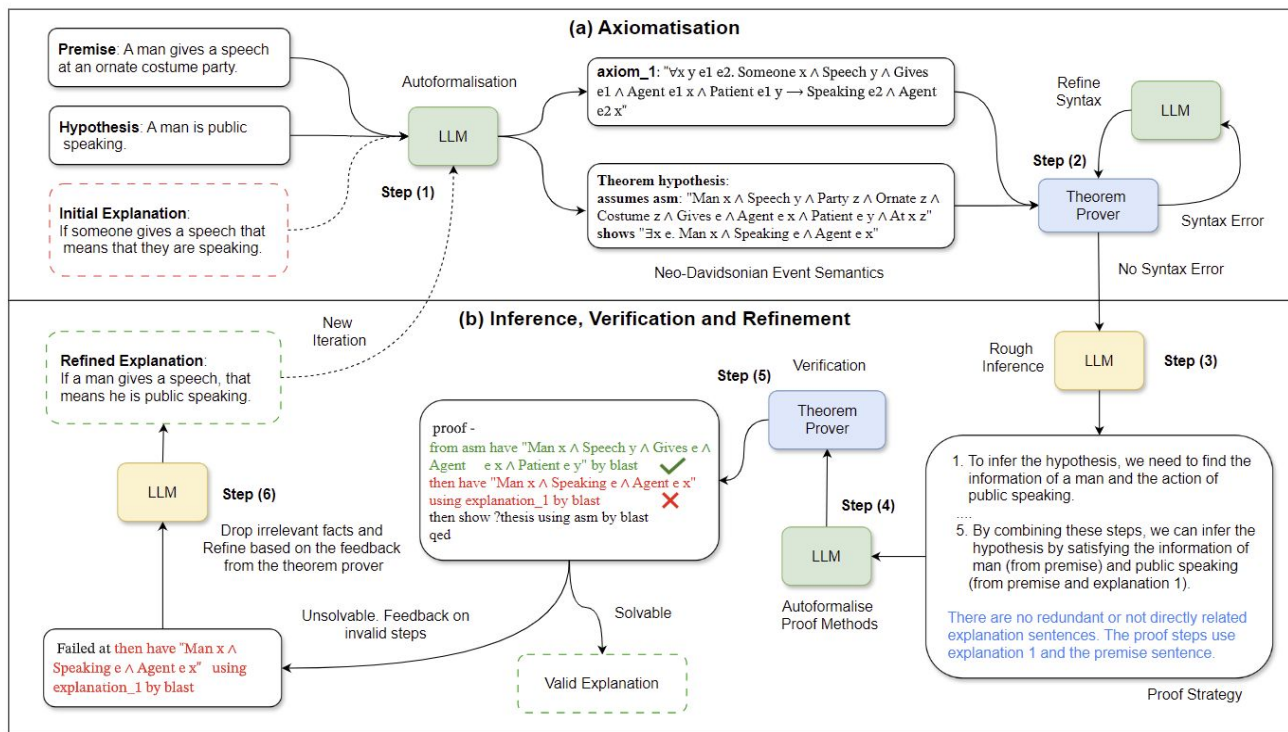 (a) Axiomatisation
Premise: A man gives a speech
at an ornate costume party.
Hypothesis: A man is public
speaking.
Initial Explanation:
If someone gives a speech that
means that they are speaking.
Autoformalisation
LLM
Step (1)
axiom_1: "∀x y e1 e2. Someone x ∧ Speech y ∧ Gives
e1 ∧ Agent e1 x ∧ Patient e1 y ⟶ Speaking e2 ∧ Agent
e2 x"
Theorem hypothesis:
assumes asm: "Man x ∧ Speech y ∧ Party z ∧ Ornate z ∧
Costume z ∧ Gives e ∧ Agent e x ∧ Patient e y ∧ At x z"
shows "∃x e. Man x ∧ Speaking e ∧ Agent e x"
Neo-Davidsonian Event Semantics
Refine
Syntax
LLM
Step (2)
Theorem
Prover
Syntax Error
No Syntax Error
(b) Inference, Verification and Refinement
New
Iteration
Refined Explanation:
If a man gives a speech, that
means he is public speaking.
LLM
Step (6)
Drop irrelevant facts and
Refine based on the feedback
from the theorem prover
Failed at then have "Man x ∧
Speaking e ∧ Agent e x" using
explanation_1 by blast
Unsolvable. Feedback on
invalid steps
Solvable
Valid Explanation
proof -
from asm have "Man x ∧ Speech y ∧ Gives e ∧
Agent e x ∧ Patient e y" by blast
then have "Man x ∧ Speaking e ∧ Agent e x"
using explanation_1 by blast
then show ?thesis using asm by blast
qed
Verification
Step (5)
Theorem
Prover
Step (4)
LLM
Autoformalise
Proof Methods
Rough
Inference
LLM
Step (3)
1. To infer the hypothesis, we need to find the
information of a man and the action of
public speaking.
....
5. By combining these steps, we can infer the
hypothesis by satisfying the information of
man (from premise) and public speaking
(from premise and explanation 1).
There are no redundant or not directly related
explanation sentences. The proof steps use
explanation 1 and the premise sentence.
Proof Strategy